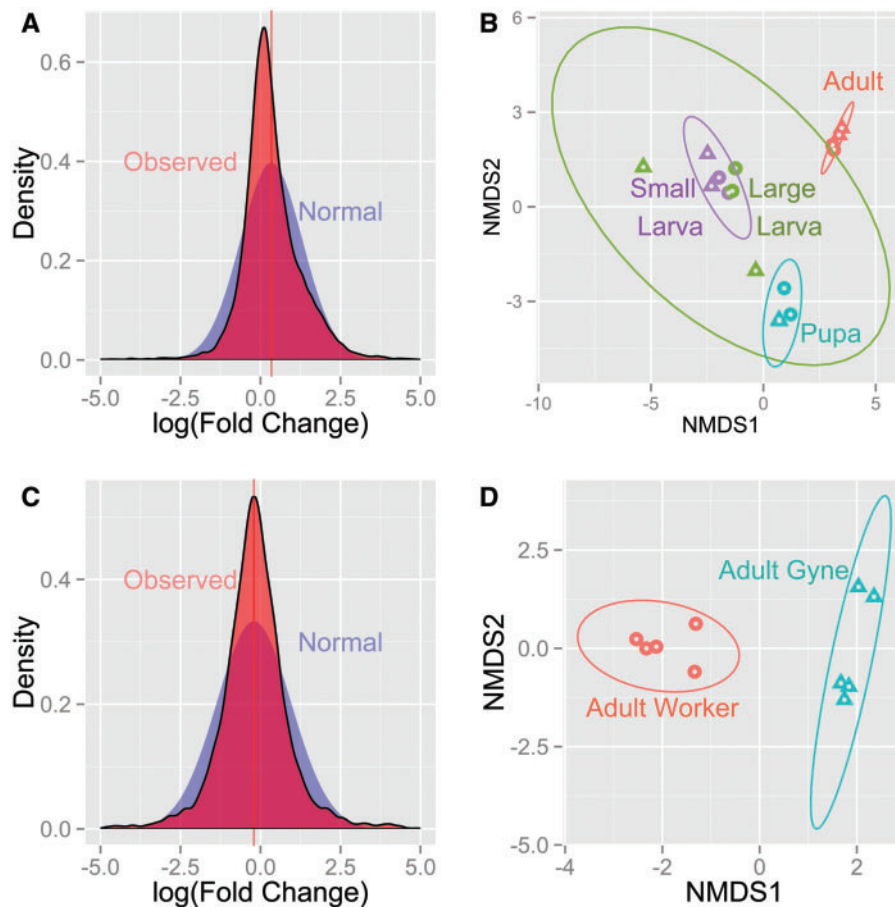 A
0.6
0.4
0.2
0.0
Density
Observed
Normal
-5.0 -2.5 0.0 2.5 5.0
log(Fold Change)
B
6
3
0
-3
NMDS2
Adult
Small Large
Larva Larva
Pupa
-10 -5 0 5
NMDS1
C
0.4
0.2
0.0
Density
Observed
Normal
-5.0 -2.5 0.0 2.5 5.0
log(Fold Change)
D
2.5
0.0
-2.5
-5.0
NMDS2
Adult Gyne
Adult Worker
-4 -2 0 2
NMDS1